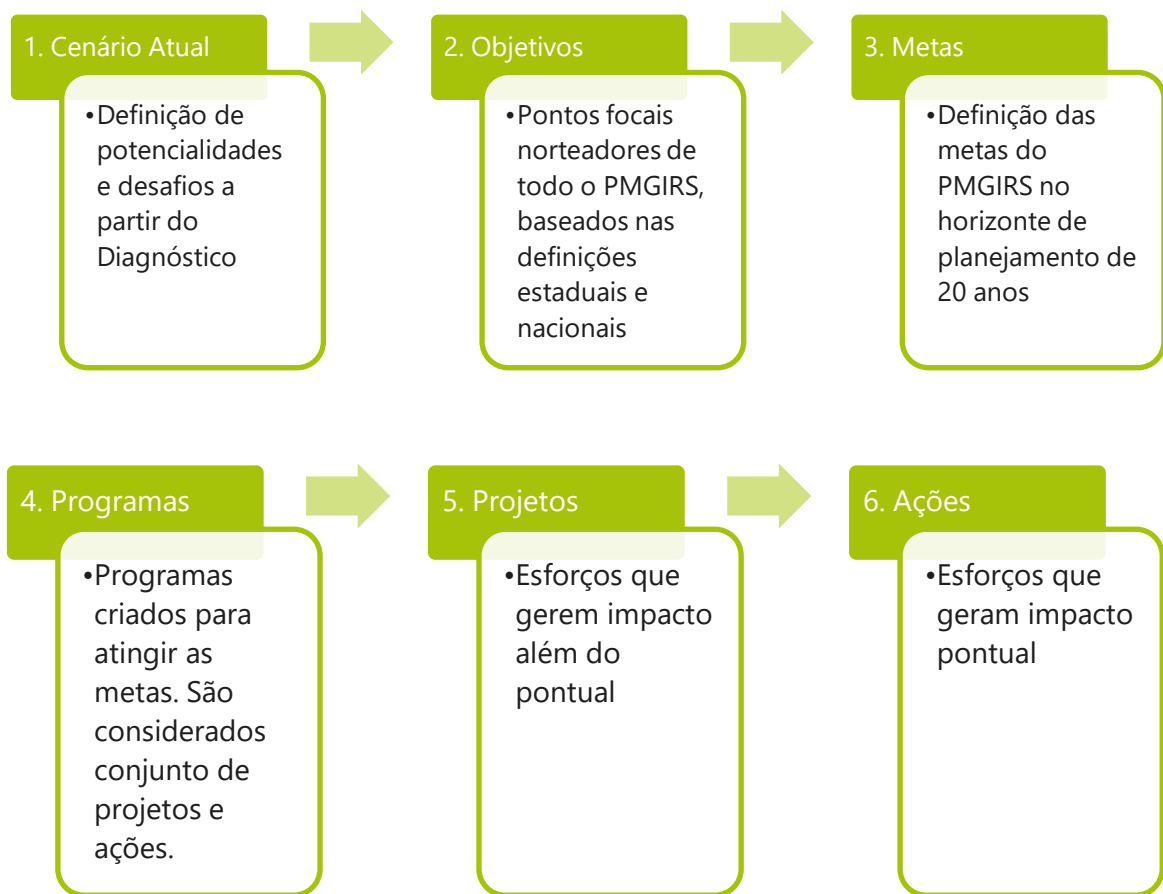 1. Cenário Atual
•Definição de
potencialidades
e desafios a
partir do
Diagnóstico
2. Objetivos
•Pontos focais
norteadores de
todo o PMGIRS,
baseados nas
definições
estaduais e
nacionais
3. Metas
•Definição das
metas do
PMGIRS no
horizonte de
planejamento de
20 anos
4. Programas
•Programas
criados para
atingir as
metas. São
considerados
conjunto de
projetos e
ações.
5. Projetos
•Esforços que
gerem impacto
além do
pontual
6. Ações
•Esforços que
geram impacto
pontual